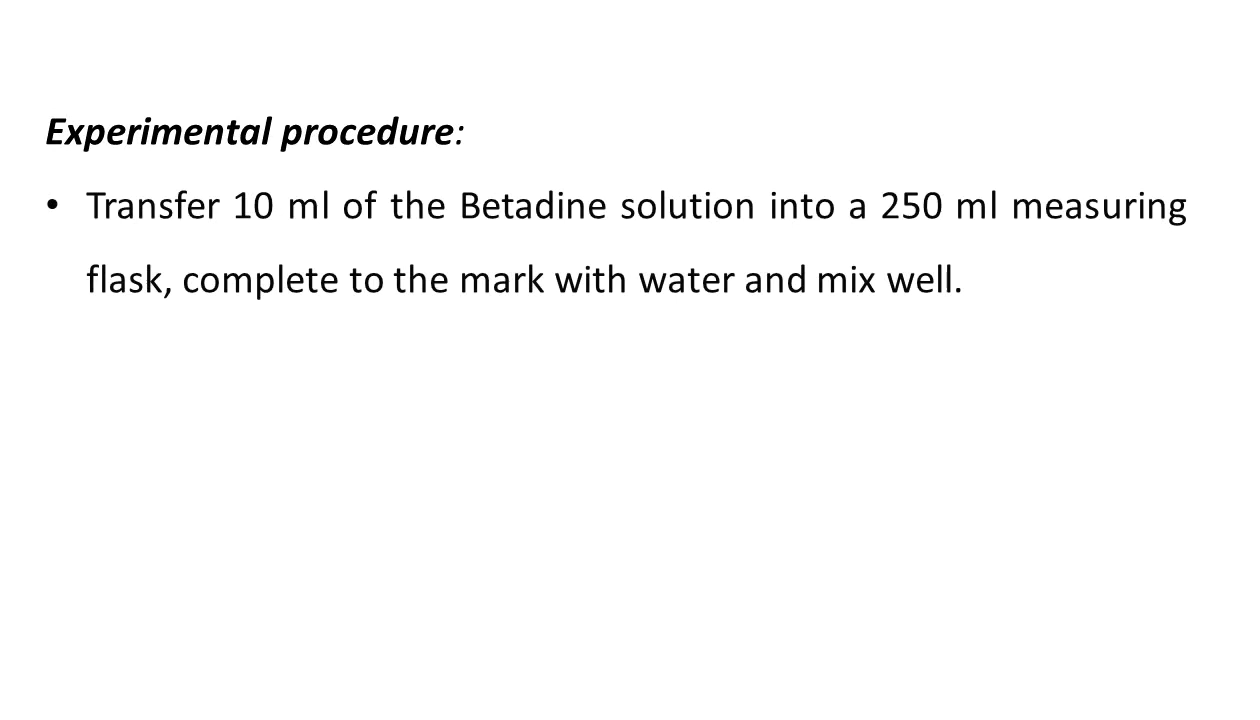 Experimental procedure:
• Transfer 10 ml of the Betadine solution into a 250 ml measuring
flask, complete to the mark with water and mix well.